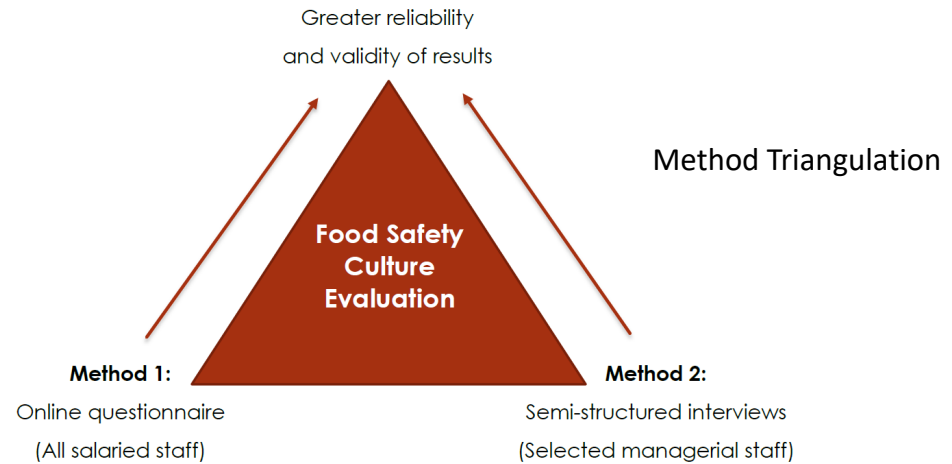 Greater reliability
and validity of results
Method Triangulation
Food Safety
Culture
Evaluation
Method 1:
Online questionnaire
(All salaried staff)
Method 2:
Semi-structured interviews
(Selected managerial staff)